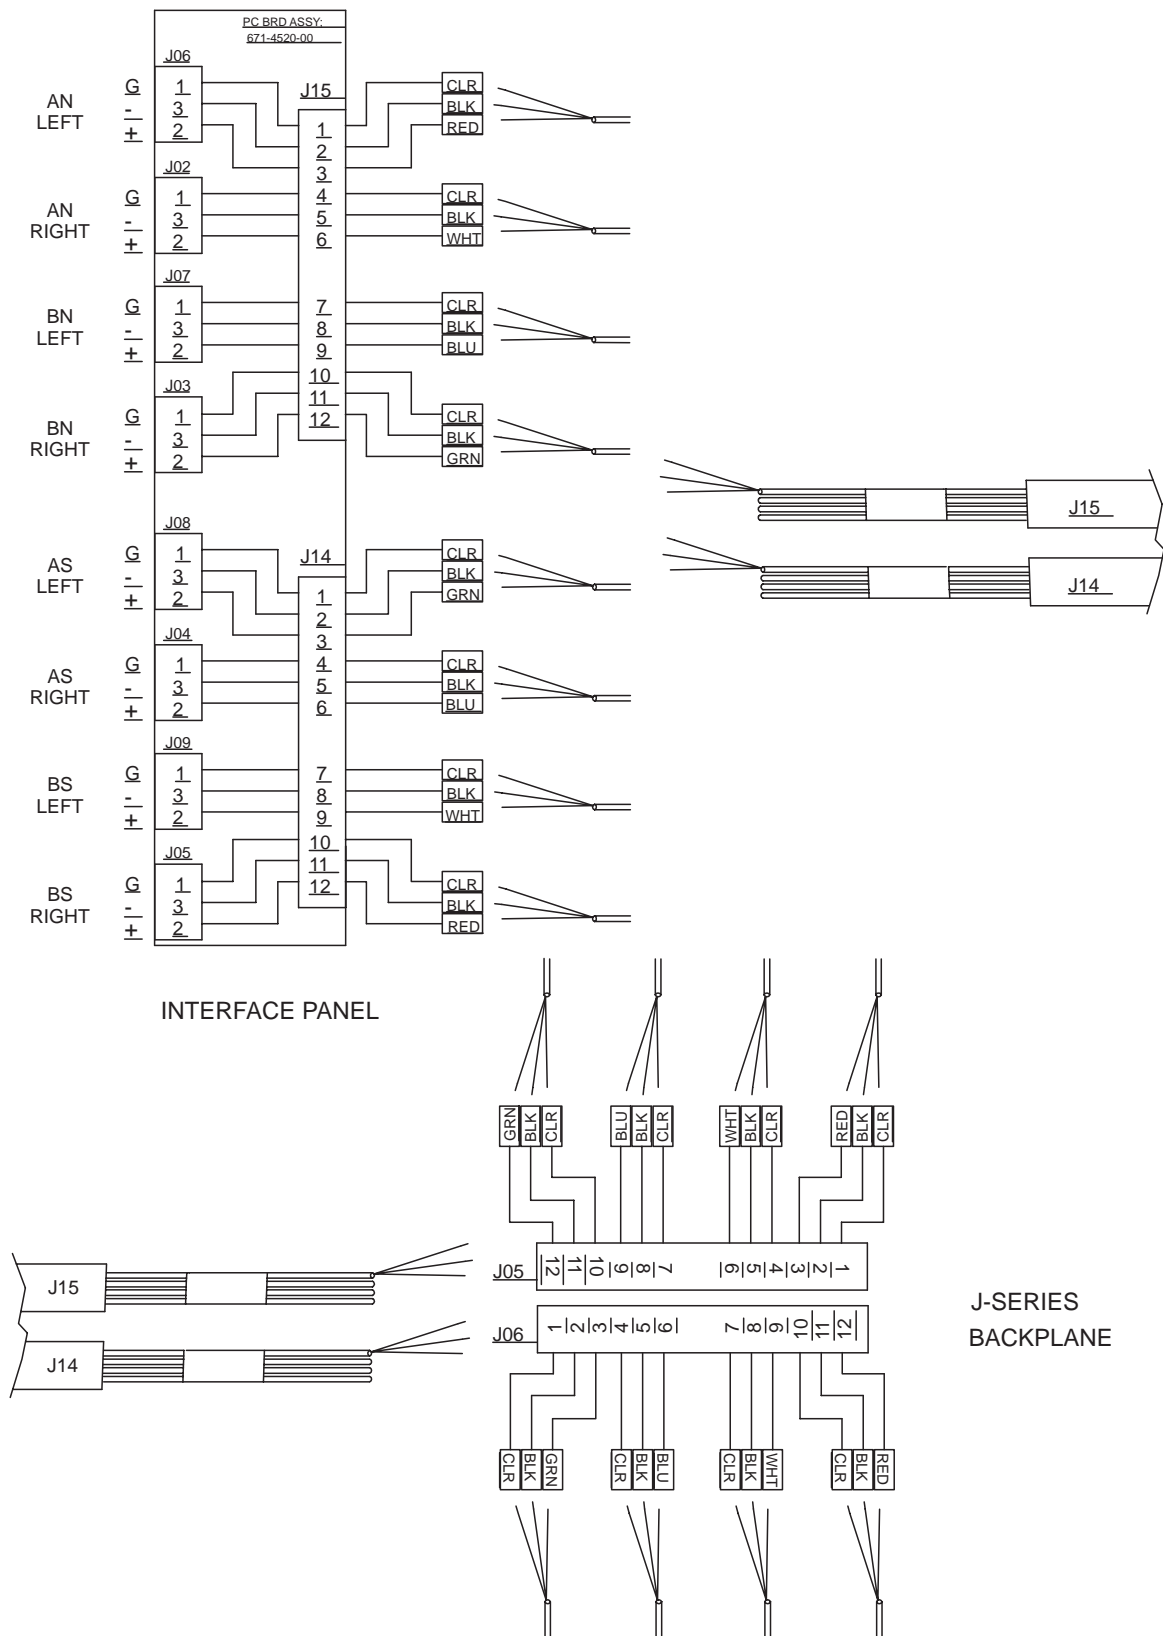 PC BRD ASSY:
671-4520-00
J06
AN
LEFT
G 1
- 3
+ 2
J15
1
2
3
CLR
BLK
RED
J02
AN
RIGHT
G 1
- 3
+ 2
4
5
6
CLR
BLK
WHT
J07
BN
LEFT
G 1
- 3
+ 2
7
8
9
CLR
BLK
BLU
J03
BN
RIGHT
G 1
- 3
+ 2
10
11
12
CLR
BLK
GRN
J15
J14
J08
AS
LEFT
G 1
- 3
+ 2
J14
1
2
3
CLR
BLK
GRN
J04
AS
RIGHT
G 1
- 3
+ 2
4
5
6
CLR
BLK
BLU
J09
BS
LEFT
G 1
- 3
+ 2
7
8
9
CLR
BLK
WHT
J05
BS
RIGHT
G 1
- 3
+ 2
10
11
12
CLR
BLK
RED
INTERFACE PANEL
GRN BLK CLR BLU BLK CLR WHT BLK CLR RED BLK CLR
J15
J14
J05 12 11 10 9 8 7 6 5 4 3 2 1
J06 1 2 3 4 5 6 7 8 9 10 11 12
CLR BLK GRN CLR BLK BLU CLR BLK WHT CLR BLK RED
J-SERIES
BACKPLANE